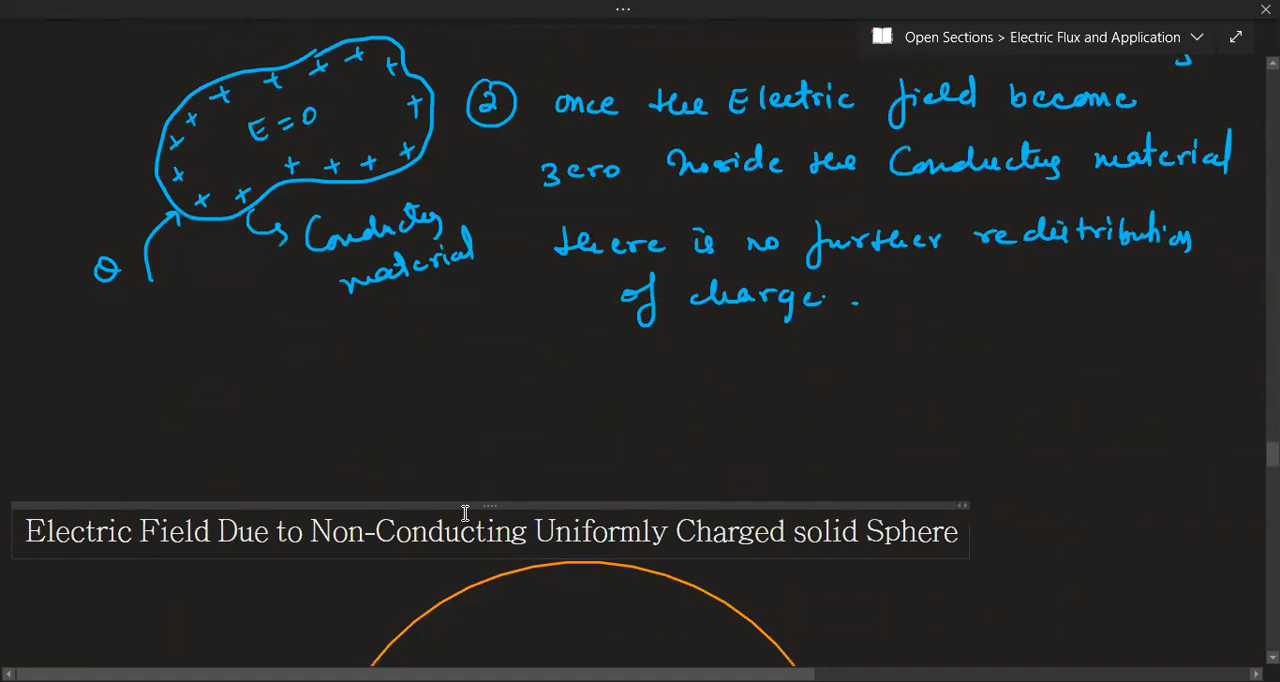 Open Sections > Electric Flux and Application
E = 0
② once the Electric field become
zero Inside the Conducting material
there is no further redistribution
of charge.
Conducting
material
Q
Electric Field Due to Non-Conducting Uniformly Charged solid Sphere